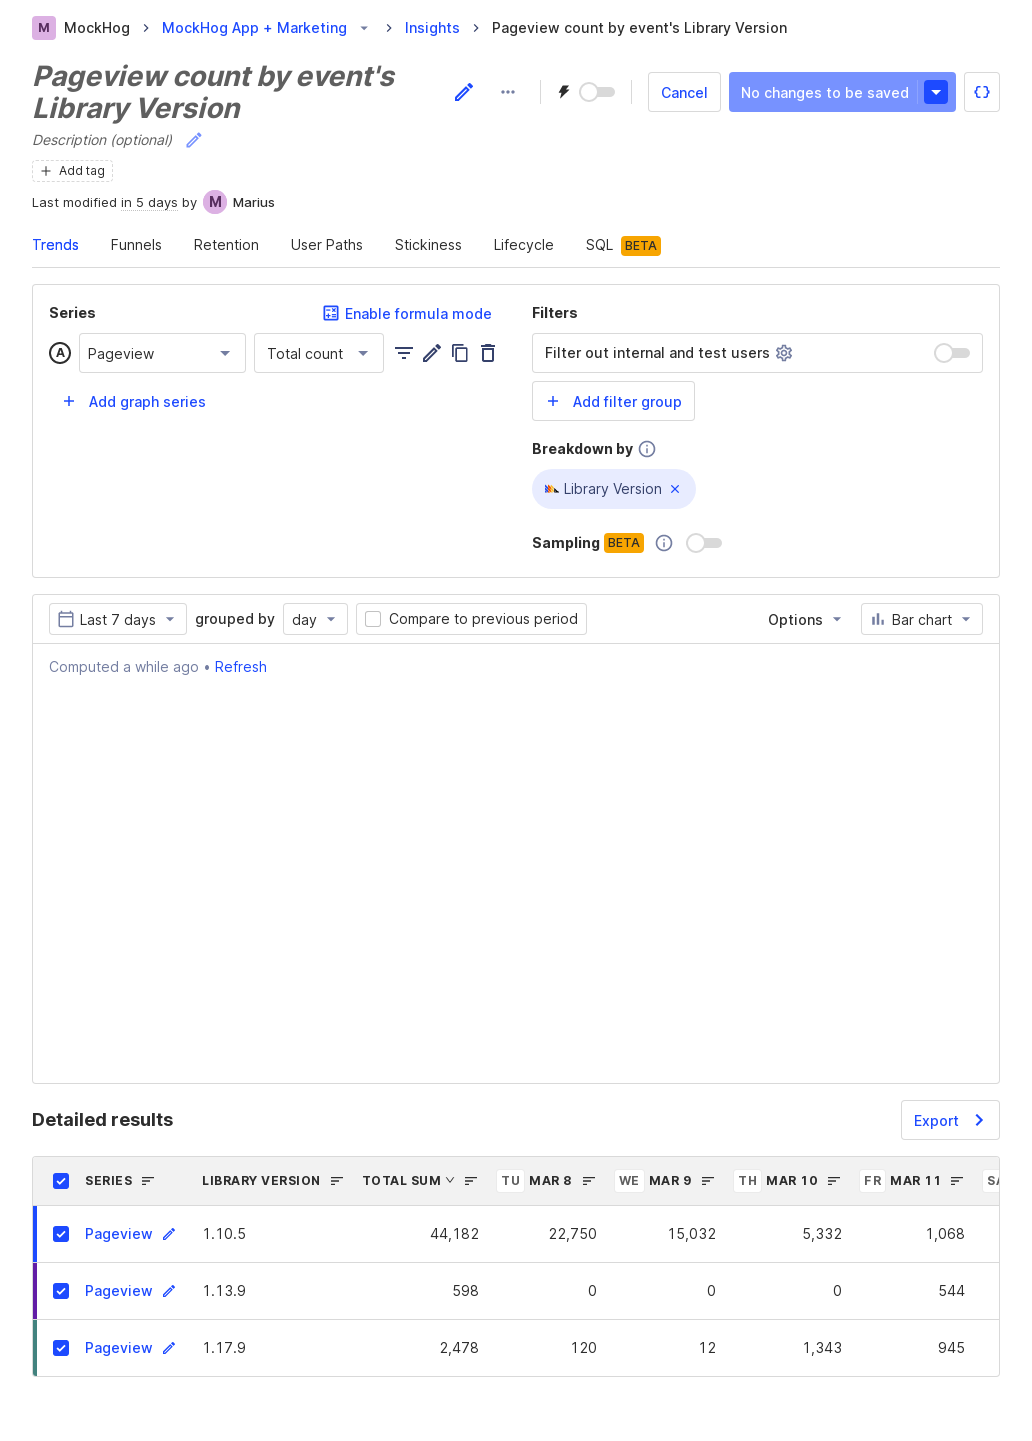 M MockHog > MockHog App + Marketing > Insights > Pageview count by event's Library Version
Pageview count by event's
Library Version
Cancel
No changes to be saved
Description (optional)
+ Add tag
Last modified in 5 days by M Marius
Trends Funnels Retention User Paths Stickiness Lifecycle SQL BETA
Series
Enable formula mode
A Pageview Total count
+ Add graph series
Filters
Filter out internal and test users
+ Add filter group
Breakdown by
Library Version ×
Sampling BETA
Last 7 days grouped by day Compare to previous period Options Bar chart
Computed a while ago • Refresh
Detailed results
Export >
SERIES LIBRARY VERSION TOTAL SUM TU MAR 8 WE MAR 9 TH MAR 10 FR MAR 11 SA
Pageview 1.10.5 44,182 22,750 15,032 5,332 1,068
Pageview 1.13.9 598 0 0 0 544
Pageview 1.17.9 2,478 120 12 1,343 945